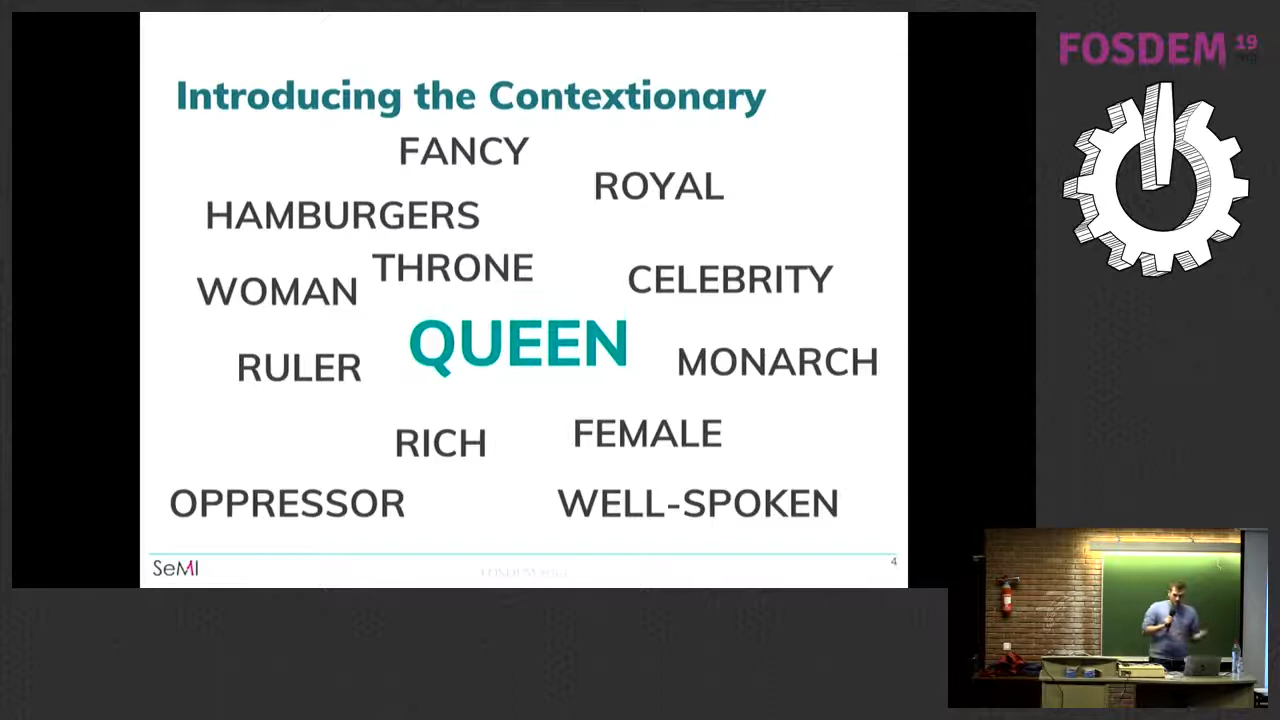 FOSDEM 19
Introducing the Contextionary
FANCY
ROYAL
HAMBURGERS
THRONE
WOMAN
CELEBRITY
QUEEN
RULER
MONARCH
RICH
FEMALE
OPPRESSOR
WELL-SPOKEN
SeMI
4